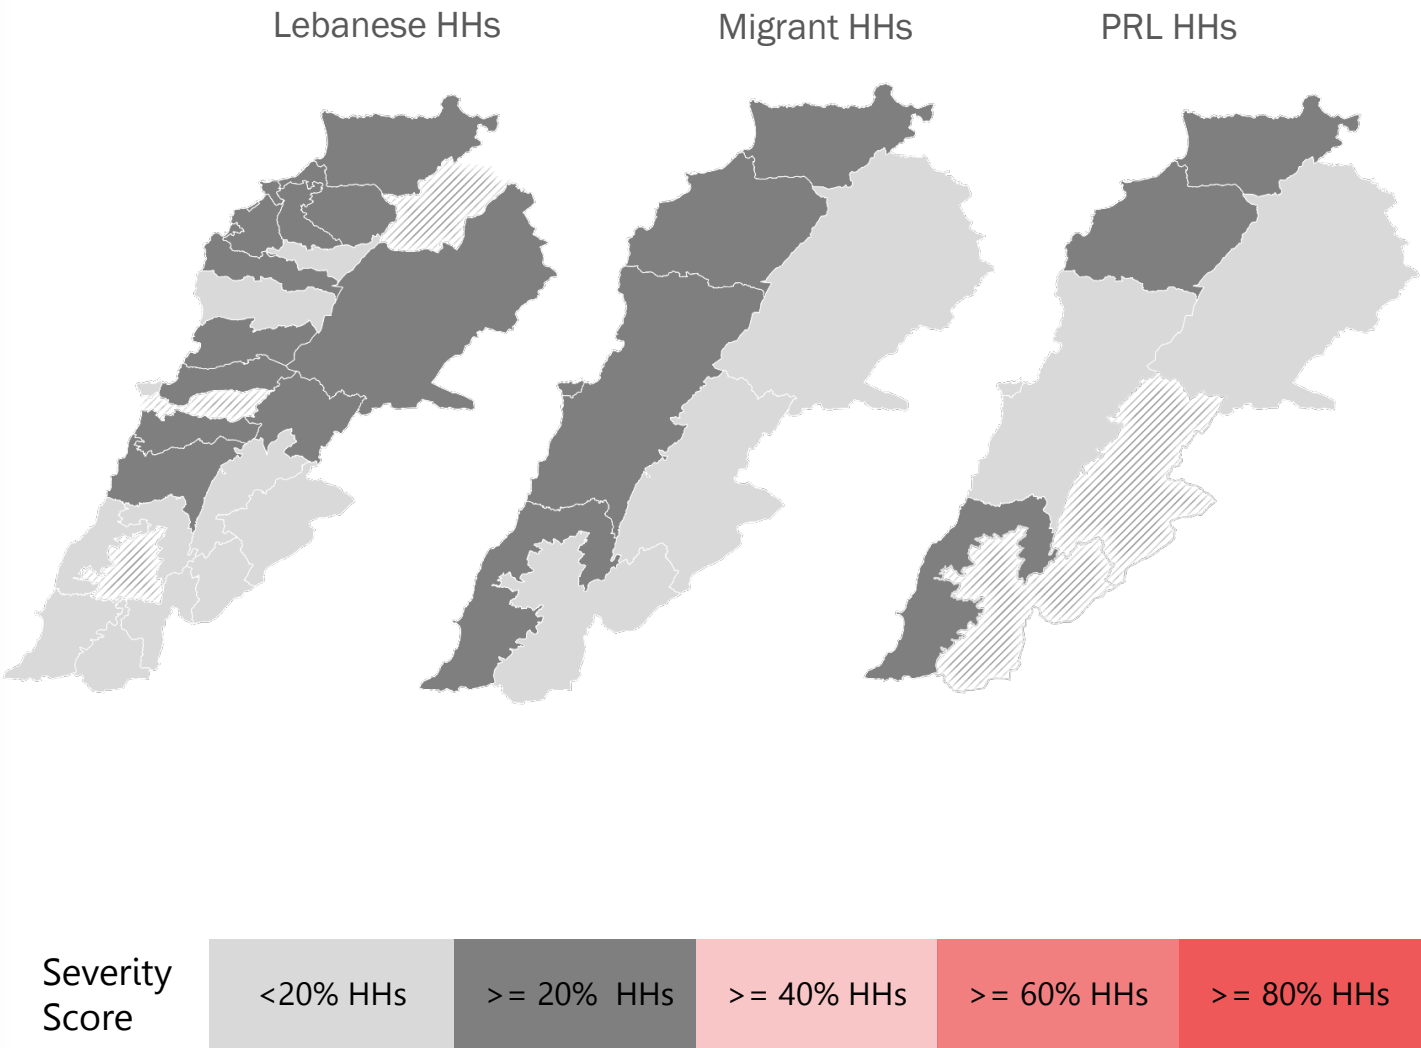 Lebanese HHs
Migrant HHs
PRL HHs
Severity
Score
<20% HHs
>= 20% HHs
>= 40% HHs
>= 60% HHs
>= 80% HHs